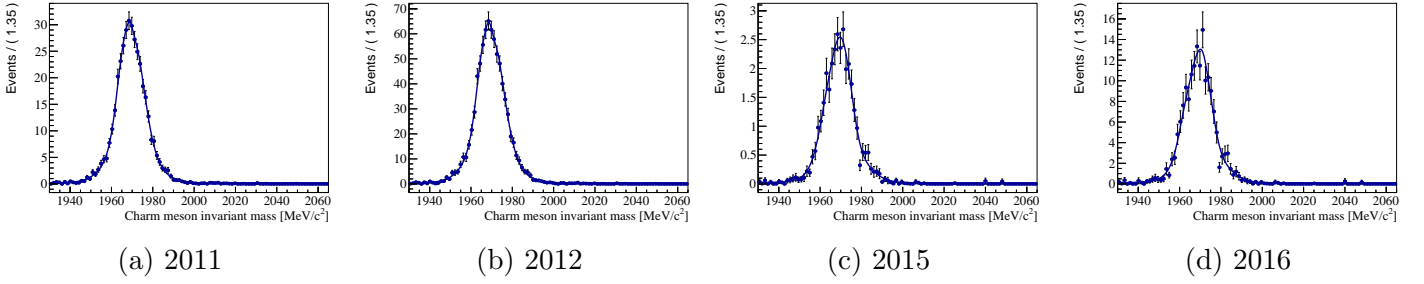 Events / ( 1.35 )
30
25
20
15
10
5
0
1940 1960 1980 2000 2020 2040 2060
Charm meson invariant mass [MeV/c²]
(a) 2011
Events / ( 1.35 )
70
60
50
40
30
20
10
0
1940 1960 1980 2000 2020 2040 2060
Charm meson invariant mass [MeV/c²]
(b) 2012
Events / ( 1.35 )
3
2.5
2
1.5
1
0.5
0
1940 1960 1980 2000 2020 2040 2060
Charm meson invariant mass [MeV/c²]
(c) 2015
Events / ( 1.35 )
16
14
12
10
8
6
4
2
0
1940 1960 1980 2000 2020 2040 2060
Charm meson invariant mass [MeV/c²]
(d) 2016